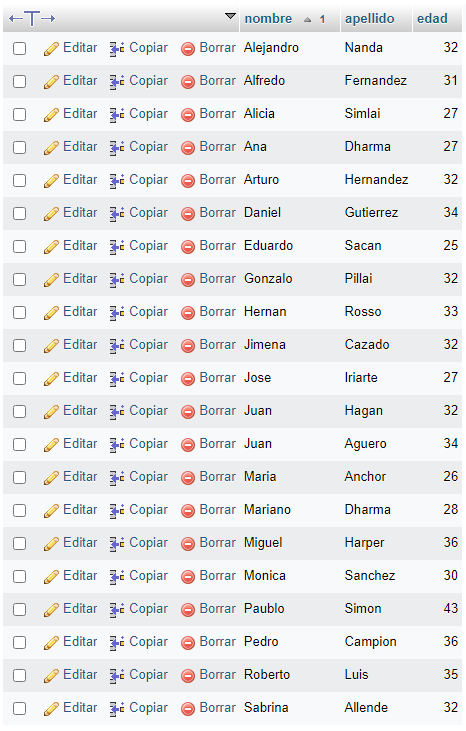 nombre 1 apellido edad
Editar Copiar Borrar Alejandro Nanda 32
Editar Copiar Borrar Alfredo Fernandez 31
Editar Copiar Borrar Alicia Simlai 27
Editar Copiar Borrar Ana Dharma 27
Editar Copiar Borrar Arturo Hernandez 32
Editar Copiar Borrar Daniel Gutierrez 34
Editar Copiar Borrar Eduardo Sacan 25
Editar Copiar Borrar Gonzalo Pillai 32
Editar Copiar Borrar Hernan Rosso 33
Editar Copiar Borrar Jimena Cazado 32
Editar Copiar Borrar Jose Iriarte 27
Editar Copiar Borrar Juan Hagan 32
Editar Copiar Borrar Juan Aguero 34
Editar Copiar Borrar Maria Anchor 26
Editar Copiar Borrar Mariano Dharma 28
Editar Copiar Borrar Miguel Harper 36
Editar Copiar Borrar Monica Sanchez 30
Editar Copiar Borrar Paublo Simon 43
Editar Copiar Borrar Pedro Campion 36
Editar Copiar Borrar Roberto Luis 35
Editar Copiar Borrar Sabrina Allende 32